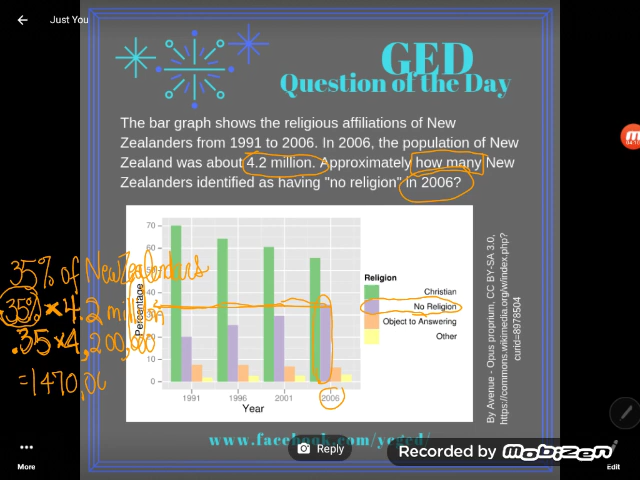 Just You
GED
Question of the Day
The bar graph shows the religious affiliations of New
Zealanders from 1991 to 2006. In 2006, the population of New
Zealand was about 4.2 million. Approximately how many New
Zealanders identified as having "no religion" in 2006?
35% of New Zealanders
35% × 4.2 million
.35 × 4,200,000
=1470,00
70
60
20
10
0
Percentage
1991
1996
2001
2006
Year
Religion
Christian
No Religion
Object to Answering
Other
By Avenue - Opus proprium, CC BY-SA 3.0,
https://commons.wikimedia.org/w/index.php?
curid=8978504
www.facebook.com/ycged/
More
Reply
Edit
Recorded by Mobizen